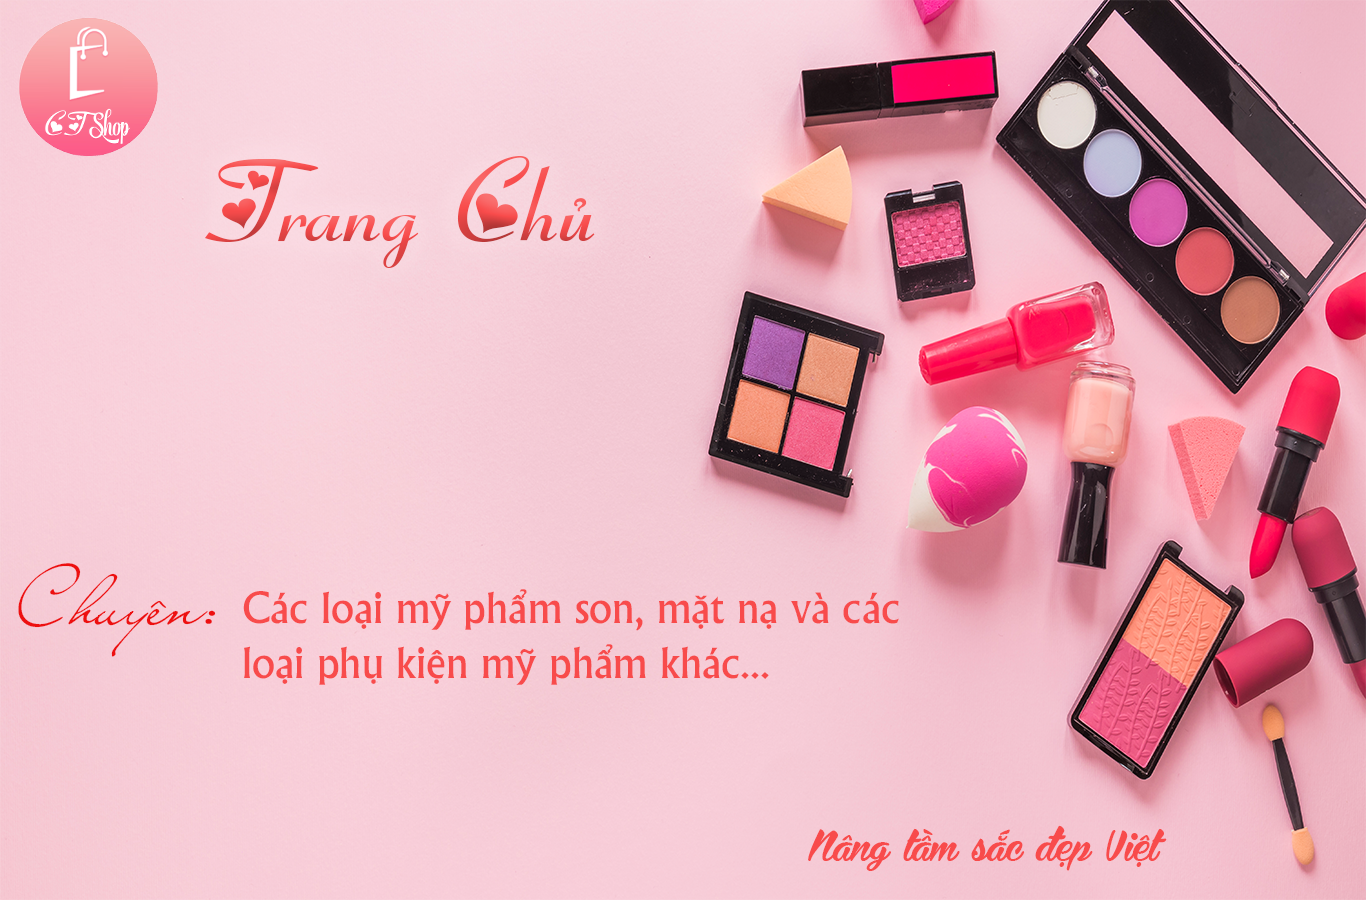 CT Shop
Trang Chủ
Chuyên: Các loại mỹ phẩm son, mặt nạ và các
loại phụ kiện mỹ phẩm khác...
Nâng tầm sắc đẹp Việt